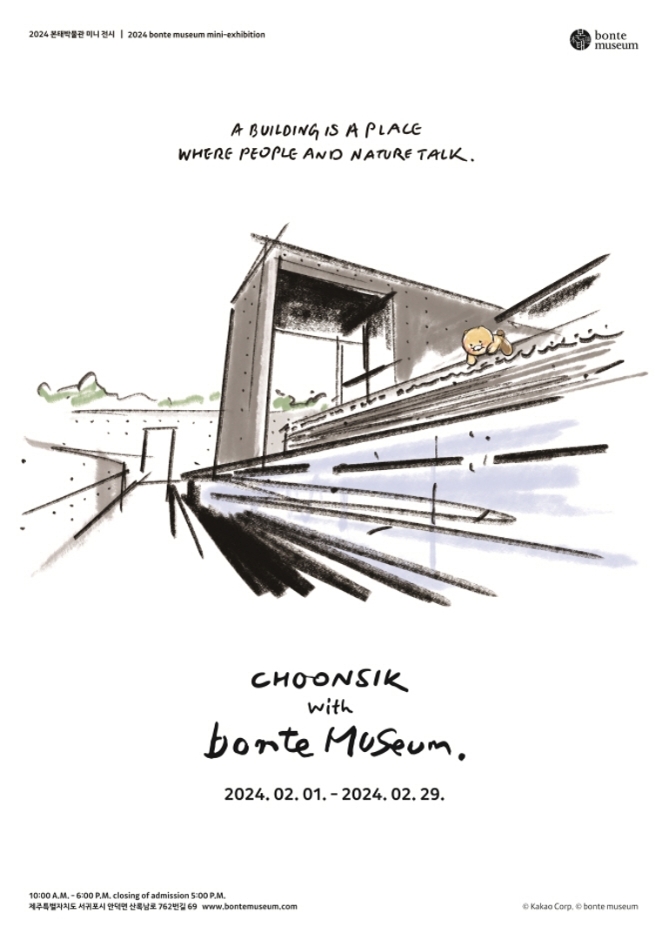 2024 본태박물관 미니 전시 | 2024 bonte museum mini-exhibition
bonte
museum
A BUILDING IS A PLACE
WHERE PEOPLE AND NATURE TALK.
CHOONSIK
with
bonte MUSeum.
2024. 02. 01. - 2024. 02. 29.
10:00 A.M. - 6:00 P.M. closing of admission 5:00 P.M.
제주특별자치도 서귀포시 안덕면 산록남로 762번길 69 www.bontemuseum.com
© Kakao Corp. © bonte museum